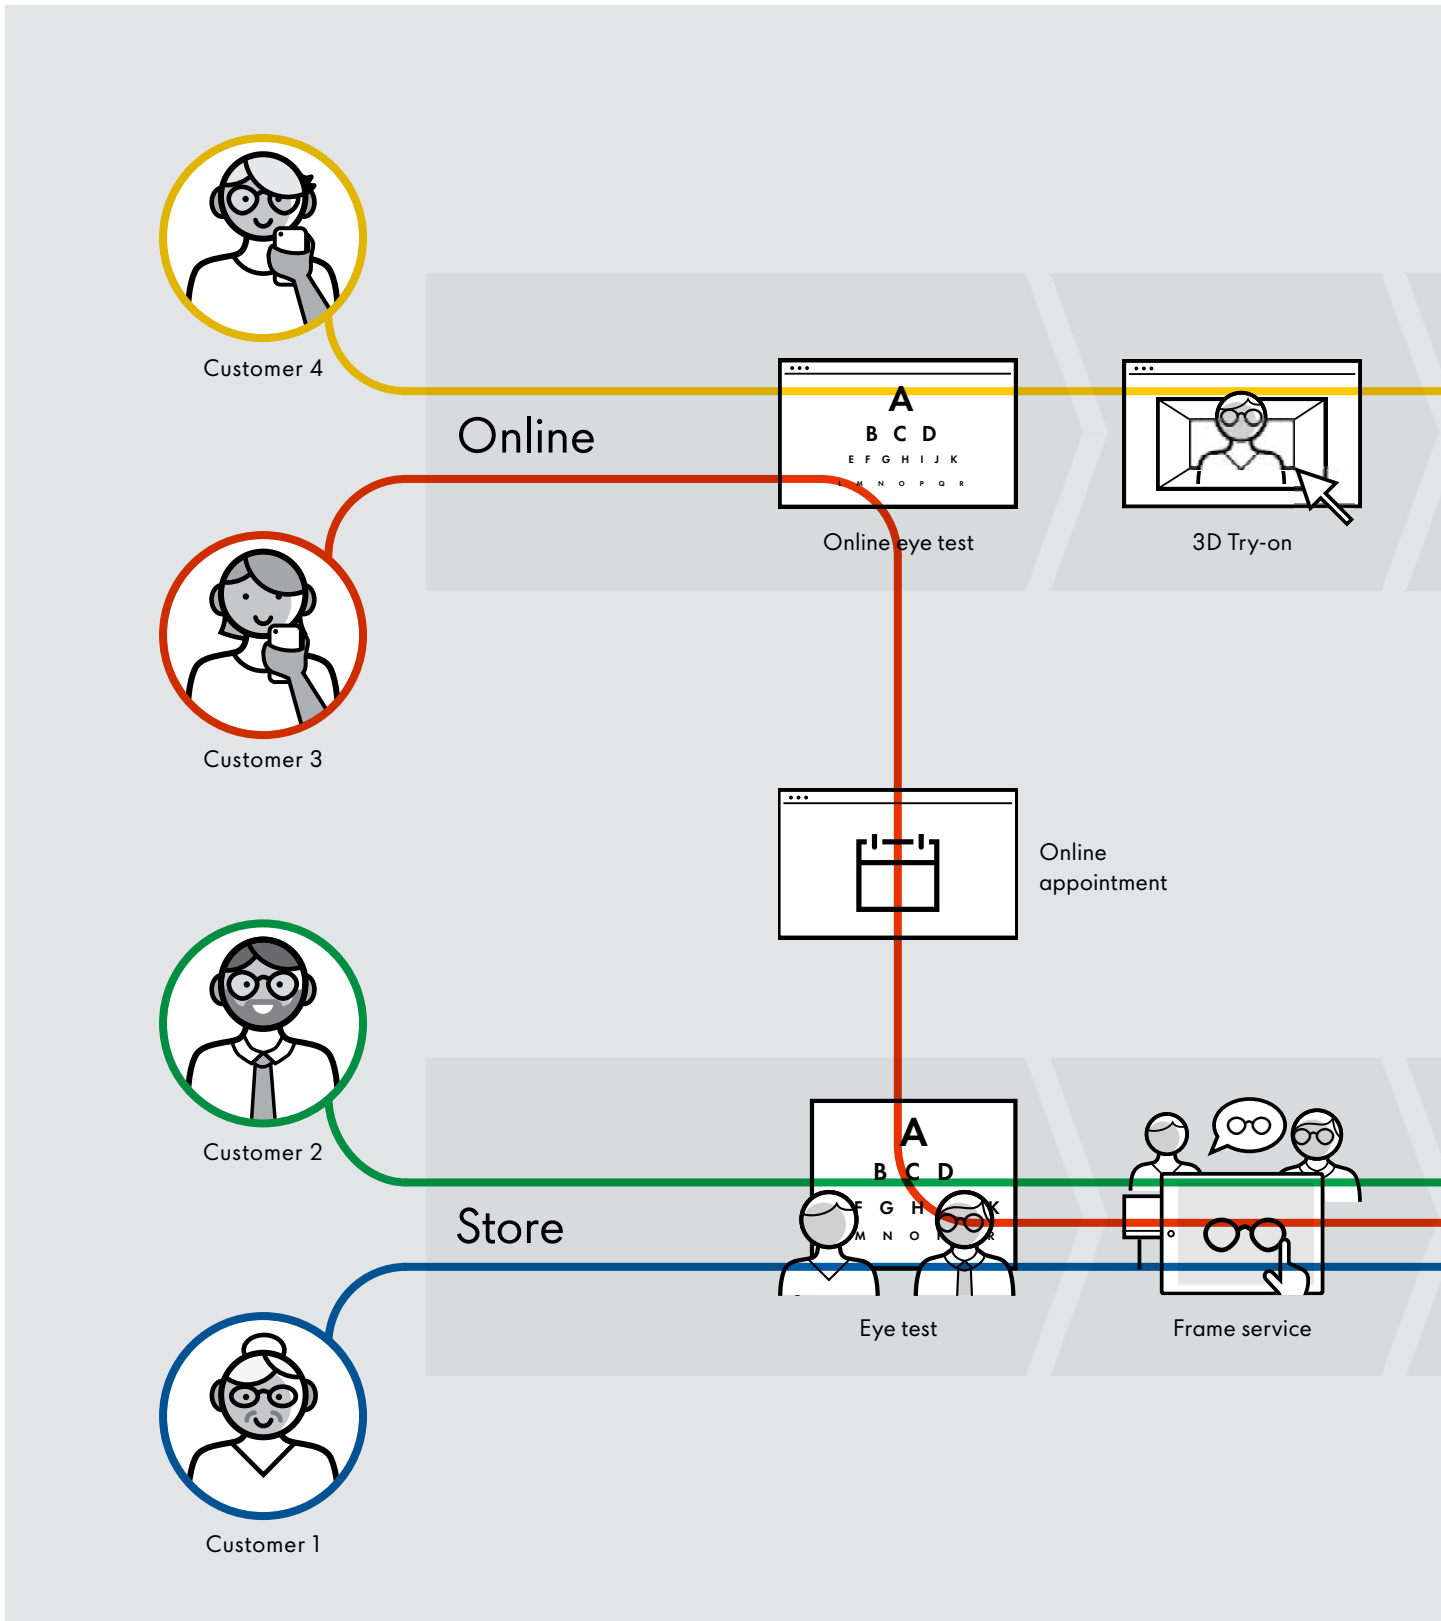 Customer 4
Online
A
B C D
E F G H I J K
L M N O P Q R
Online eye test
3D Try-on
Customer 3
Online
appointment
Customer 2
Store
A
B C D
F G H K
M N O R
Eye test
Frame service
Customer 1